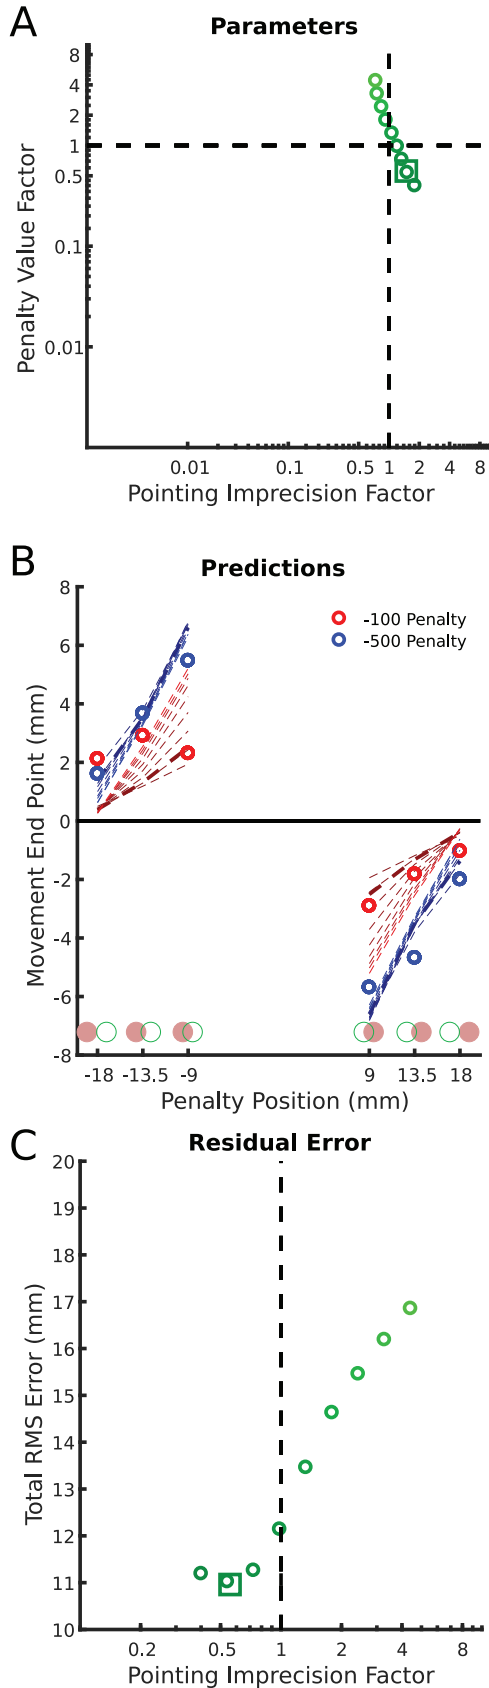 A
Parameters
8
4
2
1
0.5
0.1
0.01
Penalty Value Factor
0.01 0.1 0.5 1 2 4 8
Pointing Imprecision Factor
B
Predictions
8
6
4
2
0
-2
-4
-6
-8
Movement End Point (mm)
-100 Penalty
-500 Penalty
-18 -13.5 -9 9 13.5 18
Penalty Position (mm)
C
Residual Error
20
19
18
17
16
15
14
13
12
11
10
Total RMS Error (mm)
0.2 0.5 1 2 4 8
Pointing Imprecision Factor